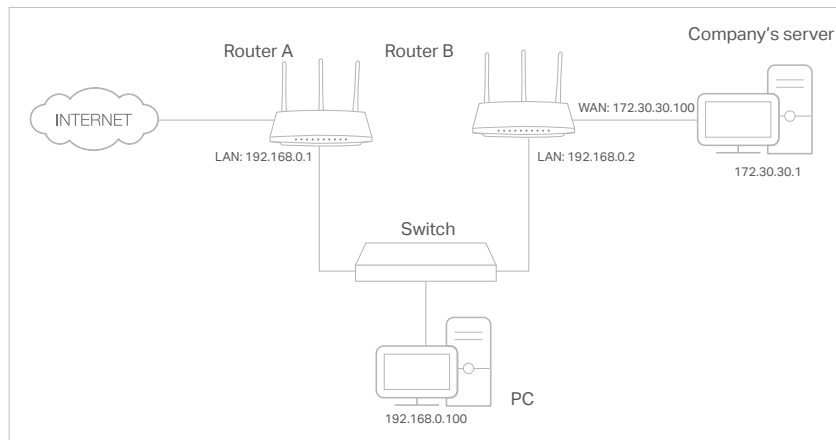 Company's server
Router A
Router B
WAN: 172.30.30.100
INTERNET
LAN: 192.168.0.1
LAN: 192.168.0.2
172.30.30.1
Switch
PC
192.168.0.100